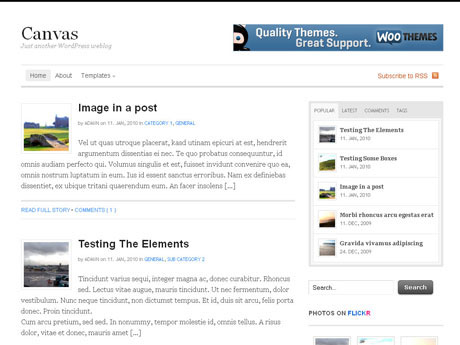 Canvas
Just another WordPress weblog
Quality Themes.
Great Support.
WOOTHEMES
Home About Templates »
Subscribe to RSS
Image in a post
by ADMIN on 11. JAN, 2010 in CATEGORY 1, GENERAL
Vel ut quas utroque placerat, kasd utinam epicuri at est, hendrerit
argumentum dissentias ei nec. Te quo probatus consequuntur, id
omnis audiam perfecto qui. Volumus singulis et est, fuisset invidunt convenire quo ea,
omnis nostrum luptatum in eum. Ius id essent sanctus erroribus. Nam ex definiebas
dissentiet, ex ubique tritani quaerendum eum. An facer insolens [...]
READ FULL STORY • COMMENTS { 1 }
Testing The Elements
by ADMIN on 11. JAN, 2010 in GENERAL, SUB CATEGORY 2
Tincidunt varius sequi, integer magna ac, donec curabitur. Rhoncus
sed. Lectus vitae augue, mauris tincidunt. Ut nec fermentum, dolor
vestibulum. Nunc neque tincidunt, non dictumst tempus. Et id, duis sit arcu, felis porta
donec. Proin tincidunt.
Cum arcu pretium, sed sed. In nonummy, tempor molestie id, omnis tellus. A risus
dolor, vitae et donec, mauris amet [...]
POPULAR LATEST COMMENTS TAGS
Testing The Elements
11. JAN, 2010
Testing Some Boxes
11. JAN, 2010
Image in a post
11. JAN, 2010
Morbi rhoncus arcu egestas erat
11. DEC, 2009
Gravida vivamus adipiscing
24. DEC, 2009
Search... Search
PHOTOS ON FLICKR